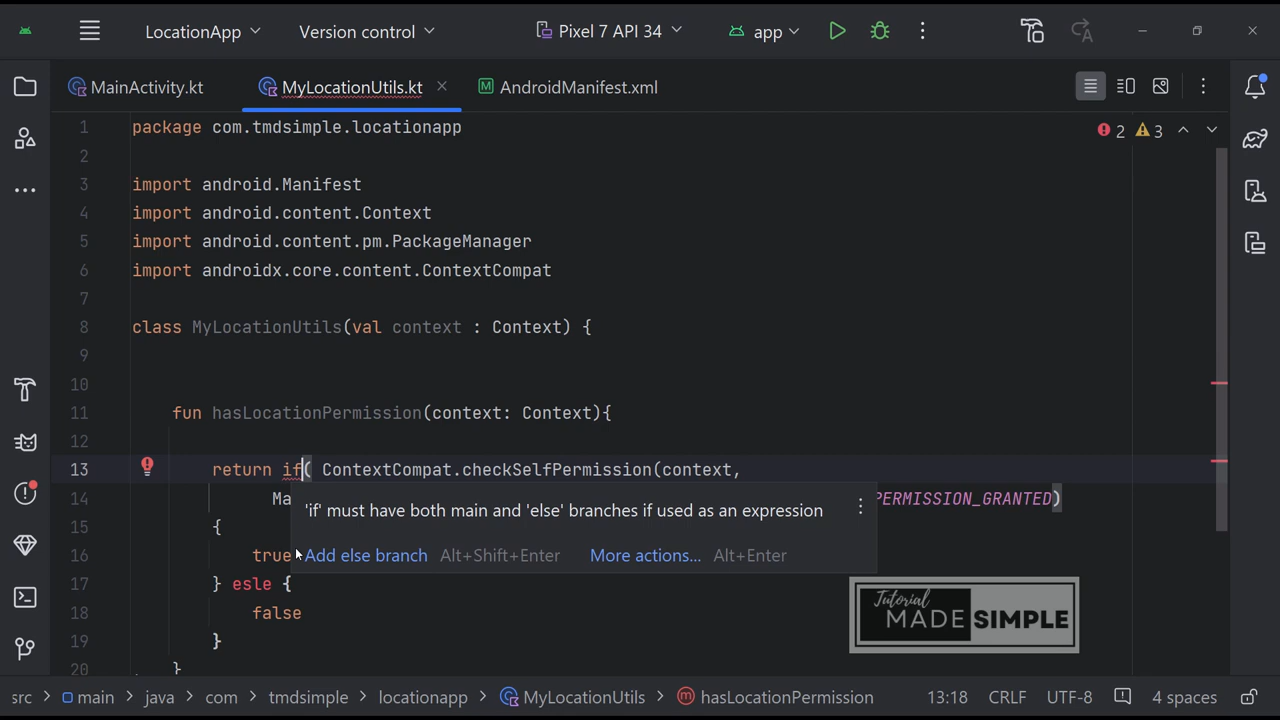 LocationApp Version control Pixel 7 API 34 app
MainActivity.kt MyLocationUtils.kt AndroidManifest.xml
1 package com.tmdsimple.locationapp 2 3
2
3 import android.Manifest
4 import android.content.Context
5 import android.content.pm.PackageManager
6 import androidx.core.content.ContextCompat
7
8 class MyLocationUtils(val context : Context) {
9
10
11 fun hasLocationPermission(context: Context){
12
13 return if( ContextCompat.checkSelfPermission(context,
14 Ma PERMISSION_GRANTED)
'if' must have both main and 'else' branches if used as an expression
15 {
16 true
Add else branch Alt+Shift+Enter More actions... Alt+Enter
17 } esle {
18 false
19 }
20 }
Tutorial
MADE SIMPLE
src main java com tmdsimple locationapp MyLocationUtils hasLocationPermission 13:18 CRLF UTF-8 4 spaces